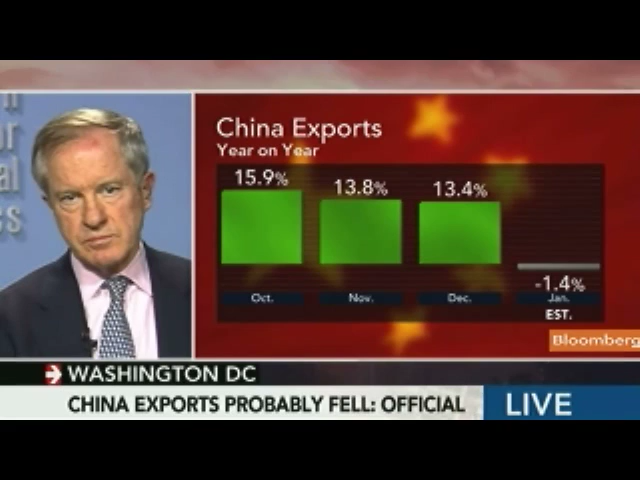 China Exports
Year on Year
15.9% 13.8% 13.4%
-1.4%
Oct. Nov. Dec. Jan.
EST.
Bloomberg
WASHINGTON DC
CHINA EXPORTS PROBABLY FELL: OFFICIAL
LIVE